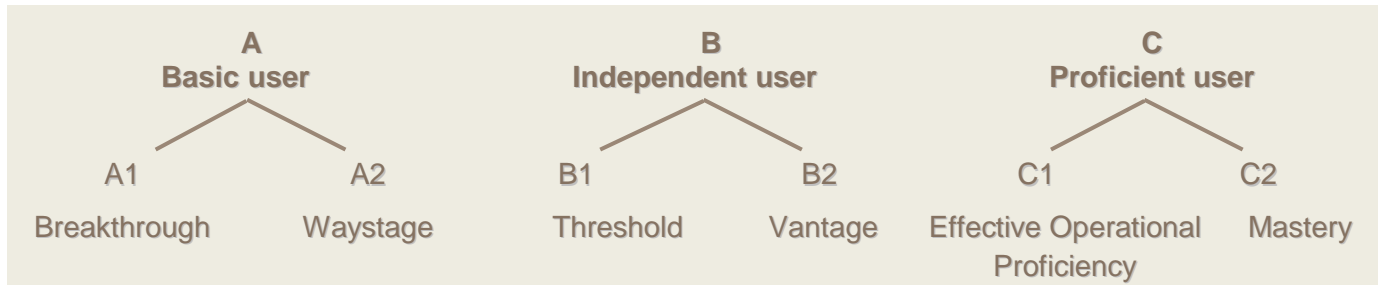 A
Basic user
B
Independent user
C
Proficient user
A1
A2
B1
B2
C1
C2
Breakthrough
Waystage
Threshold
Vantage
Effective Operational
Proficiency
Mastery